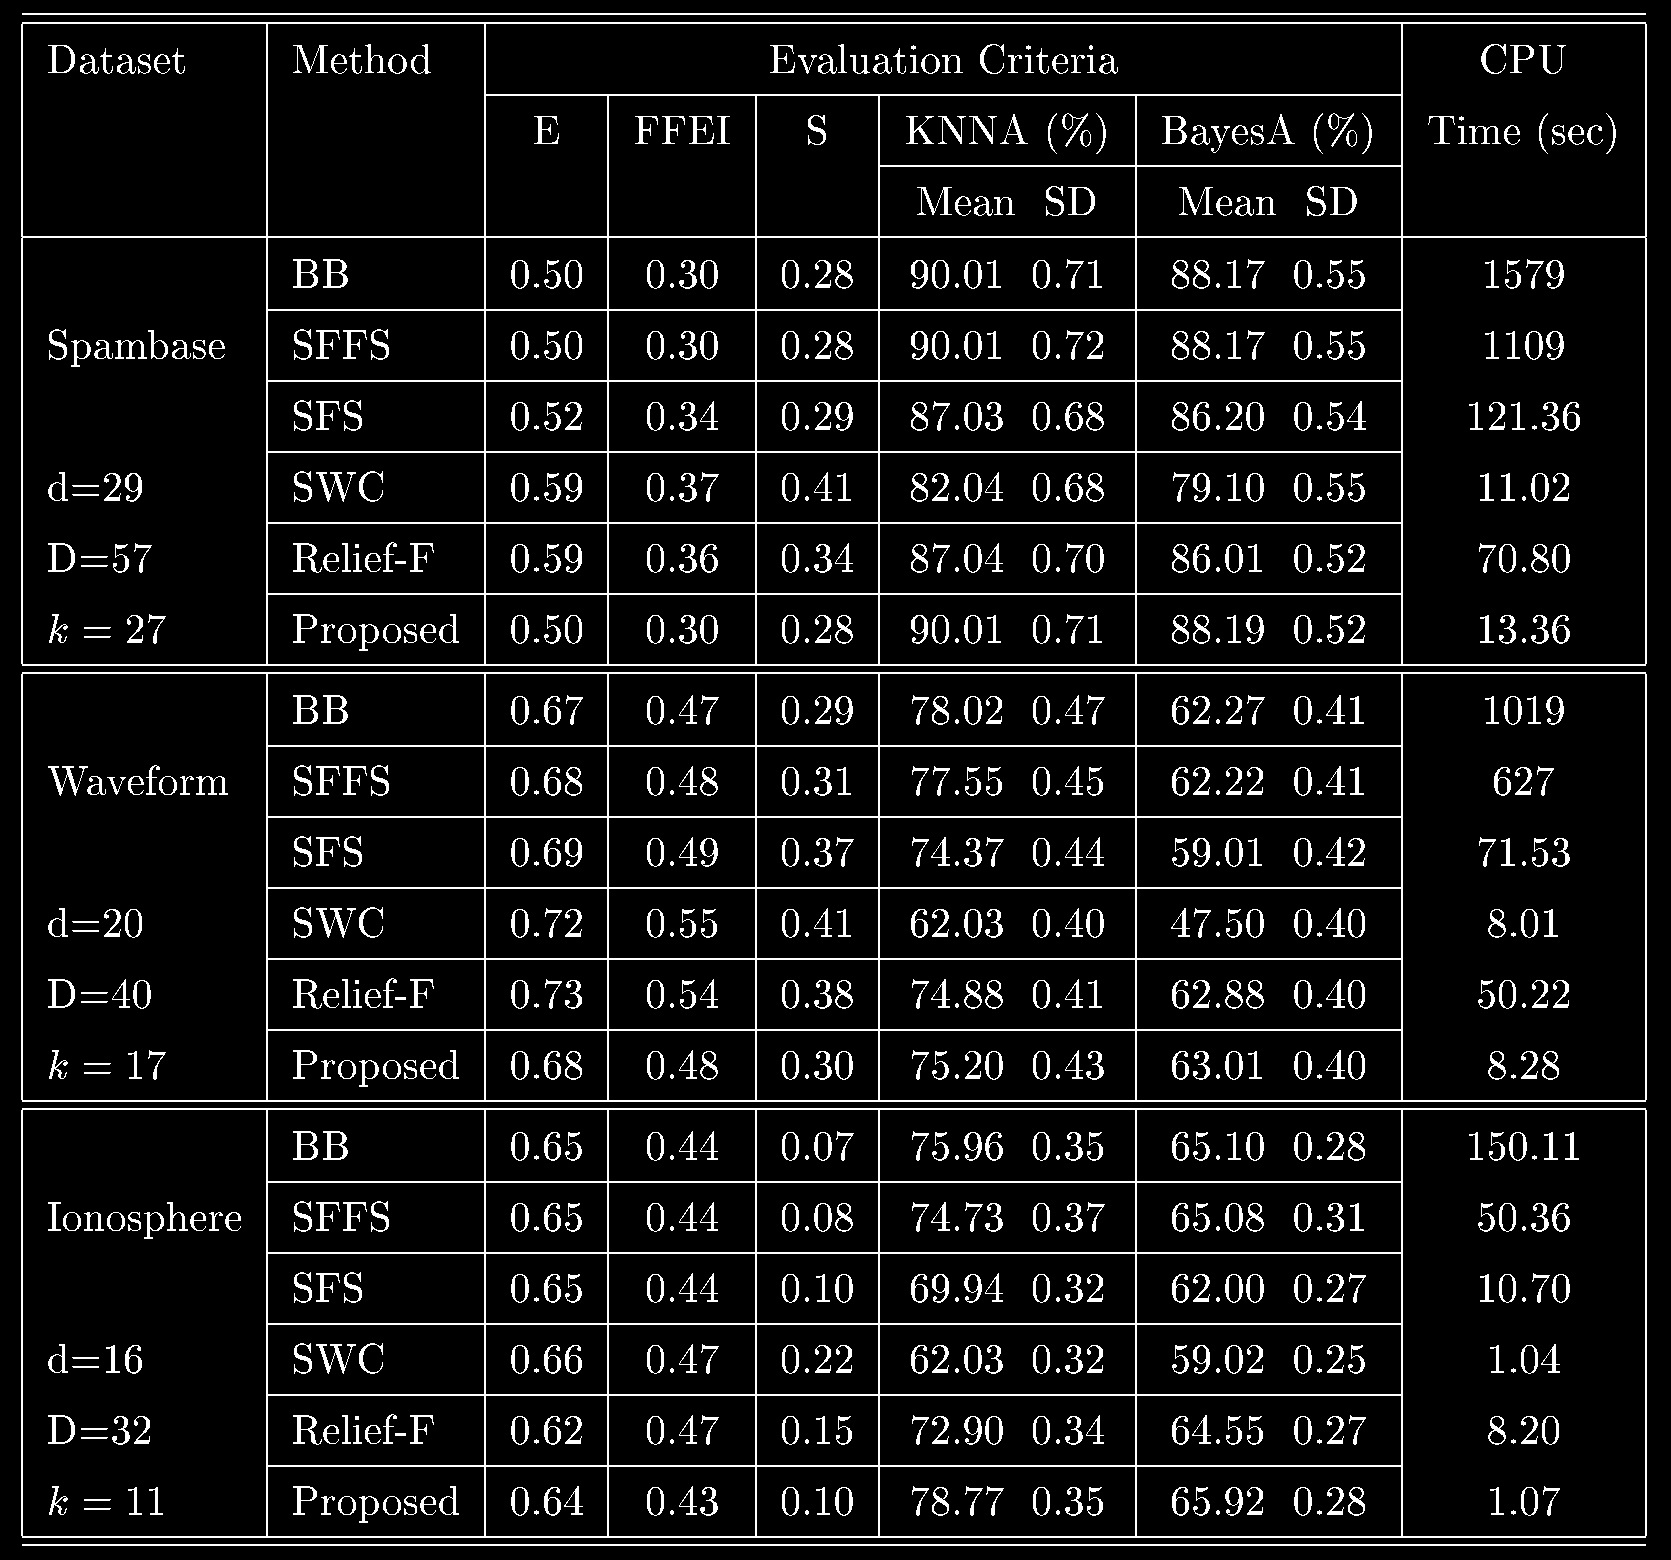 Dataset Method Evaluation Criteria CPU
E FFEI S KNNA (%) BayesA (%) Time (sec)
Mean SD Mean SD
BB 0.50 0.30 0.28 90.01 0.71 88.17 0.55 1579
Spambase SFFS 0.50 0.30 0.28 90.01 0.72 88.17 0.55 1109
SFS 0.52 0.34 0.29 87.03 0.68 86.20 0.54 121.36
d=29 SWC 0.59 0.37 0.41 82.04 0.68 79.10 0.55 11.02
D=57 Relief-F 0.59 0.36 0.34 87.04 0.70 86.01 0.52 70.80
k = 27 Proposed 0.50 0.30 0.28 90.01 0.71 88.19 0.52 13.36
BB 0.67 0.47 0.29 78.02 0.47 62.27 0.41 1019
Waveform SFFS 0.68 0.48 0.31 77.55 0.45 62.22 0.41 627
SFS 0.69 0.49 0.37 74.37 0.44 59.01 0.42 71.53
d=20 SWC 0.72 0.55 0.41 62.03 0.40 47.50 0.40 8.01
D=40 Relief-F 0.73 0.54 0.38 74.88 0.41 62.88 0.40 50.22
k = 17 Proposed 0.68 0.48 0.30 75.20 0.43 63.01 0.40 8.28
BB 0.65 0.44 0.07 75.96 0.35 65.10 0.28 150.11
Ionosphere SFFS 0.65 0.44 0.08 74.73 0.37 65.08 0.31 50.36
SFS 0.65 0.44 0.10 69.94 0.32 62.00 0.27 10.70
d=16 SWC 0.66 0.47 0.22 62.03 0.32 59.02 0.25 1.04
D=32 Relief-F 0.62 0.47 0.15 72.90 0.34 64.55 0.27 8.20
k = 11 Proposed 0.64 0.43 0.10 78.77 0.35 65.92 0.28 1.07